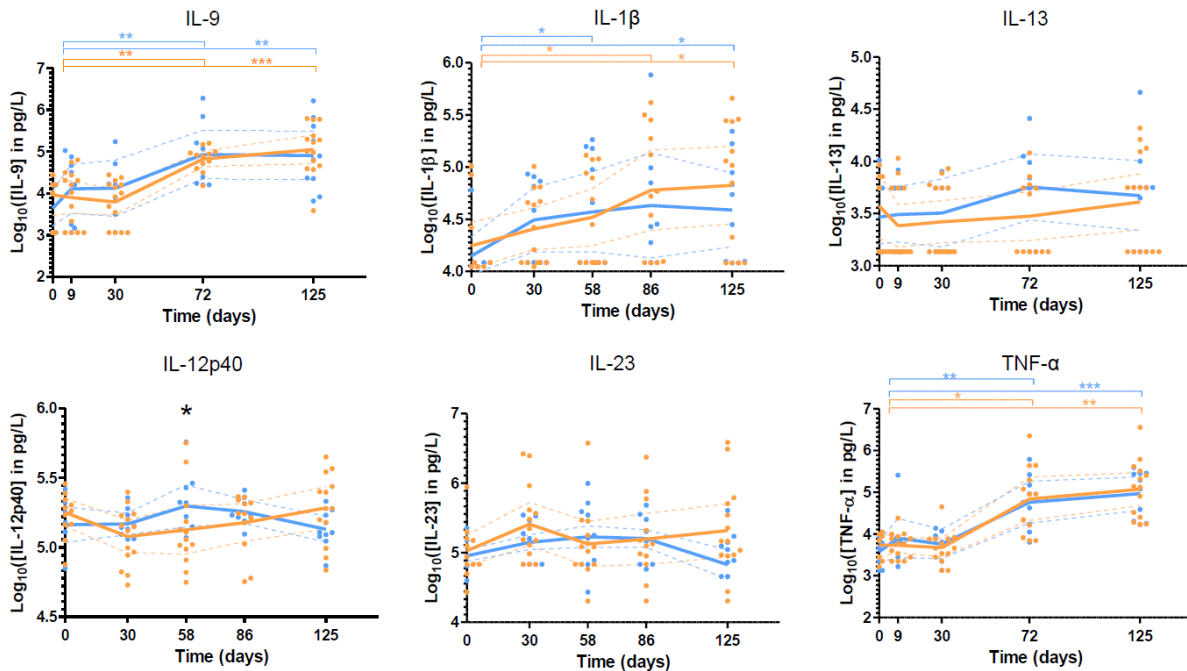 IL-9
** **
** ***
Log10([IL-9] in pg/L)
7
6
5
4
3
2
0 9 30 72 125
Time (days)
IL-1β
* *
* *
Log10([IL-1β] in pg/L)
6.0
5.5
5.0
4.5
4.0
0 30 58 86 125
Time (days)
IL-13
Log10([IL-13] in pg/L)
5.0
4.5
4.0
3.5
3.0
0 9 30 72 125
Time (days)
IL-12p40
*
Log10([IL-12p40] in pg/L)
6.0
5.5
5.0
4.5
0 30 58 86 125
Time (days)
IL-23
Log10([IL-23] in pg/L)
7
6
5
4
0 30 58 86 125
Time (days)
TNF-α
** ***
* **
Log10([TNF-α] in pg/L)
7
6
5
4
3
2
0 9 30 72 125
Time (days)